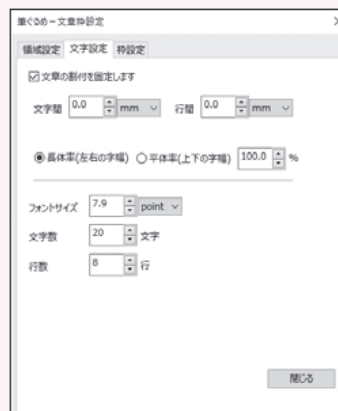 筆ぐるめ－文章枠設定
領域設定 文字設定 枠設定
文章の割付を固定します
文字間 0.0 mm 行間 0.0 mm
長体率(左右の字幅) 平体率(上下の字幅) 100.0 %
フォントサイズ 7.9 point
文字数 20 文字
行数 8 行
閉じる